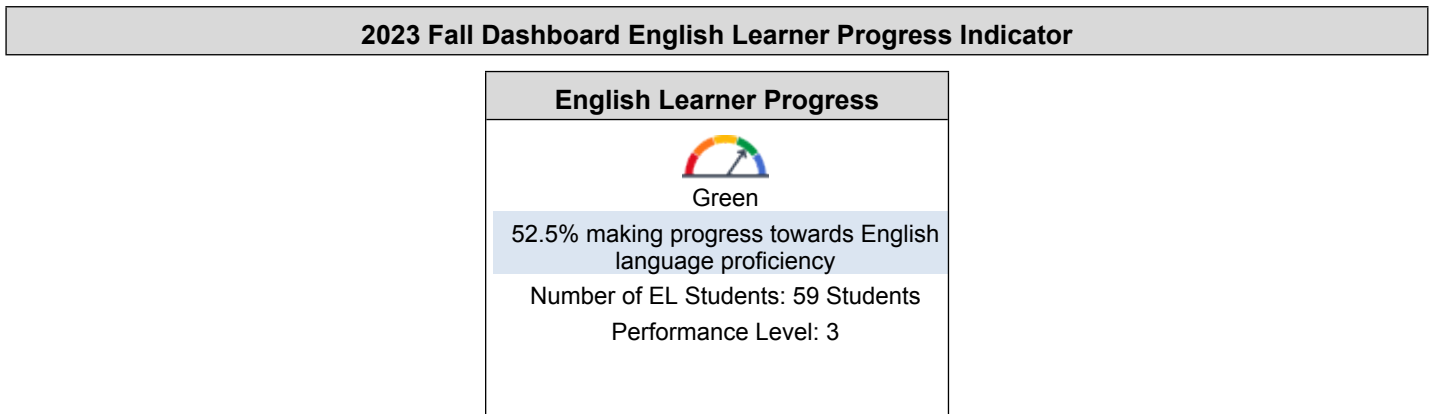 2023 Fall Dashboard English Learner Progress Indicator
English Learner Progress
Green
52.5% making progress towards English
language proficiency
Number of EL Students: 59 Students
Performance Level: 3